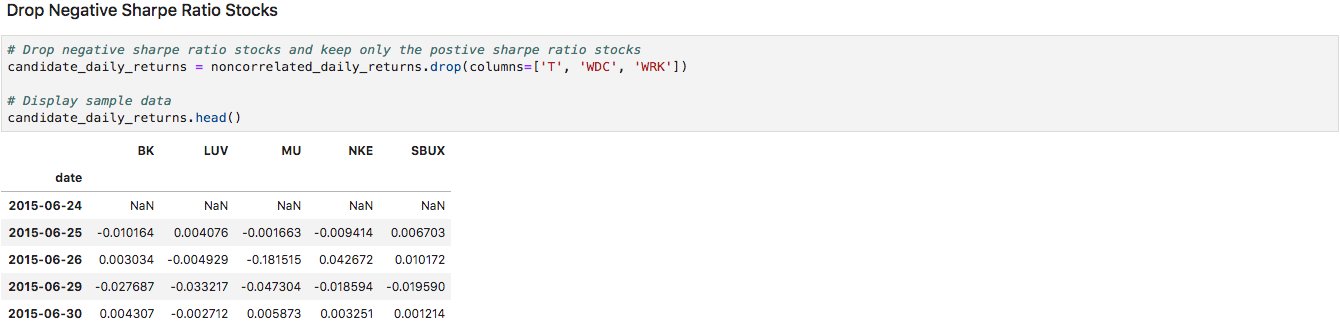 Drop Negative Sharpe Ratio Stocks
# Drop negative sharpe ratio stocks and keep only the postive sharpe ratio stocks
candidate_daily_returns = noncorrelated_daily_returns.drop(columns=['T', 'WDC', 'WRK'])
# Display sample data
candidate_daily_returns.head()
BK LUV MU NKE SBUX
date
2015-06-24 NaN NaN NaN NaN NaN
2015-06-25 -0.010164 0.004076 -0.001663 -0.009414 0.006703
2015-06-26 0.003034 -0.004929 -0.181515 0.042672 0.010172
2015-06-29 -0.027687 -0.033217 -0.047304 -0.018594 -0.019590
2015-06-30 0.004307 -0.002712 0.005873 0.003251 0.001214